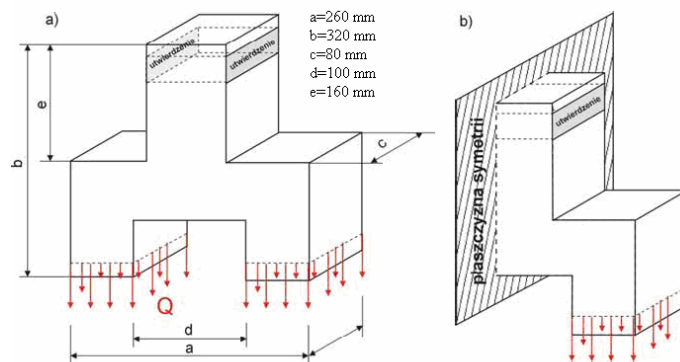 a)
a=260 mm
b=320 mm
c=80 mm
d=100 mm
e=160 mm
utwierdzenie
utwierdzenie
e
b
c
Q
d
a
b)
utwierdzenie
płaszczyzna symetrii